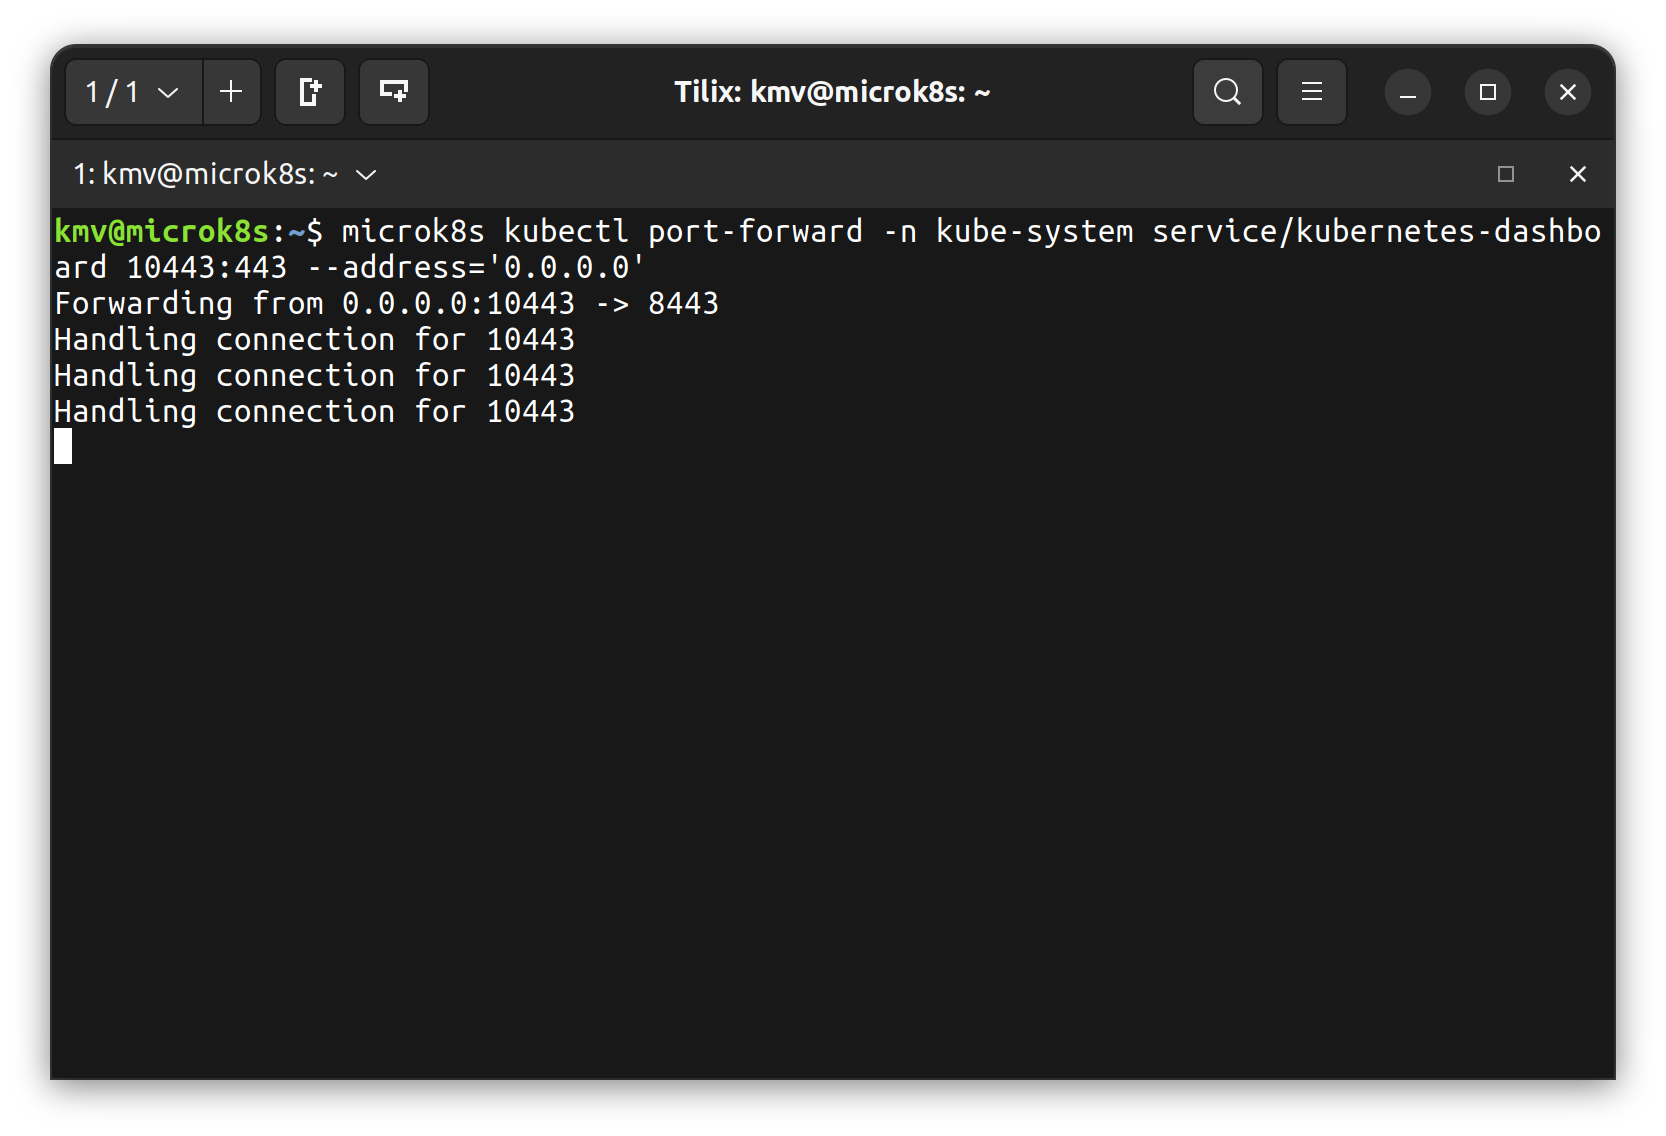 1 / 1
Tilix: kmv@microk8s: ~
1: kmv@microk8s: ~
kmv@microk8s:~$ microk8s kubectl port-forward -n kube-system service/kubernetes-dashbo
ard 10443:443 --address='0.0.0.0'
Forwarding from 0.0.0.0:10443 -> 8443
Handling connection for 10443
Handling connection for 10443
Handling connection for 10443